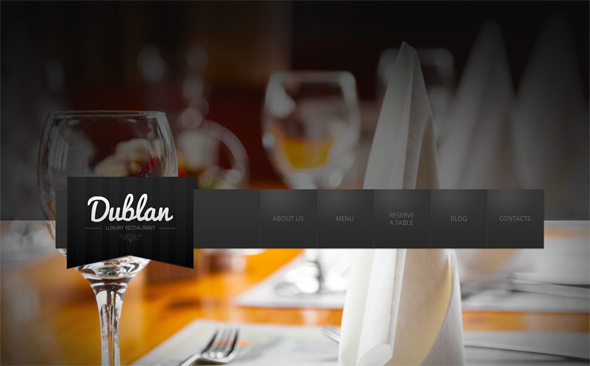 Dublan
LUXURY RESTAURANT
ABOUT US
MENU
RESERVE
A TABLE
BLOG
CONTACTS